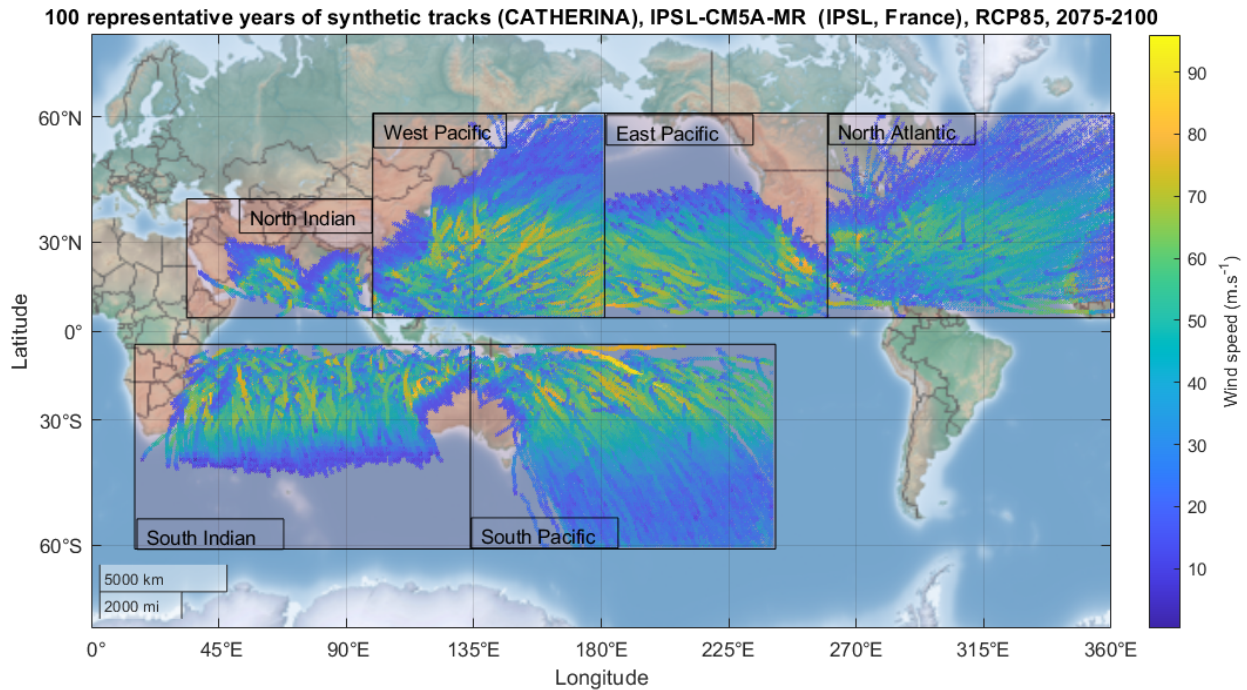 100 representative years of synthetic tracks (CATHERINA), IPSL-CM5A-MR (IPSL, France), RCP85, 2075-2100
60°N
30°N
0°
30°S
60°S
Latitude
West Pacific
East Pacific
North Atlantic
North Indian
South Indian
South Pacific
5000 km
2000 mi
0°
45°E
90°E
135°E
180°E
225°E
270°E
315°E
360°E
Longitude
90
80
70
60
50
40
30
20
10
Wind speed (m.s⁻¹)